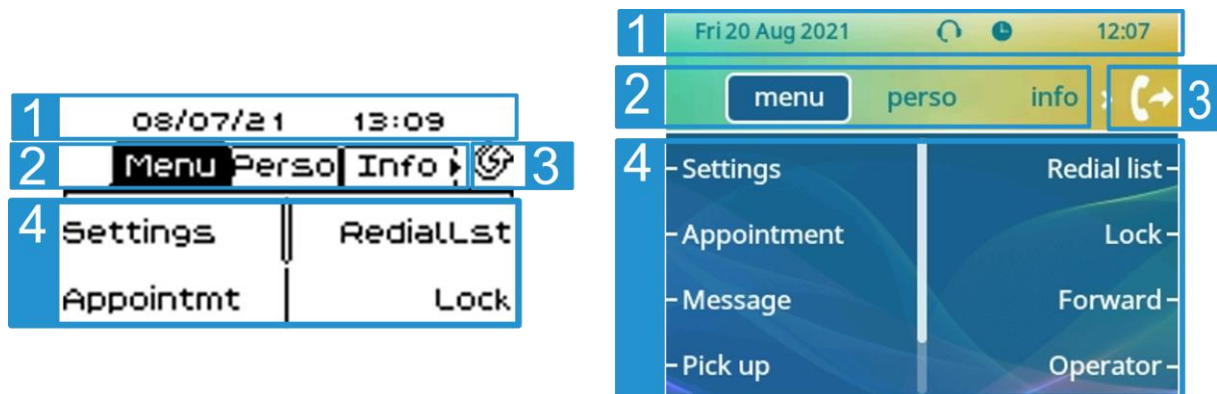 1 08/07/21 13:09
2 Menu Perso Info 3
4 Settings RedialLst
Appointmt Lock
1 Fri 20 Aug 2021 12:07
2 menu perso info 3
4 Settings Redial list
Appointment Lock
Message Forward
Pick up Operator